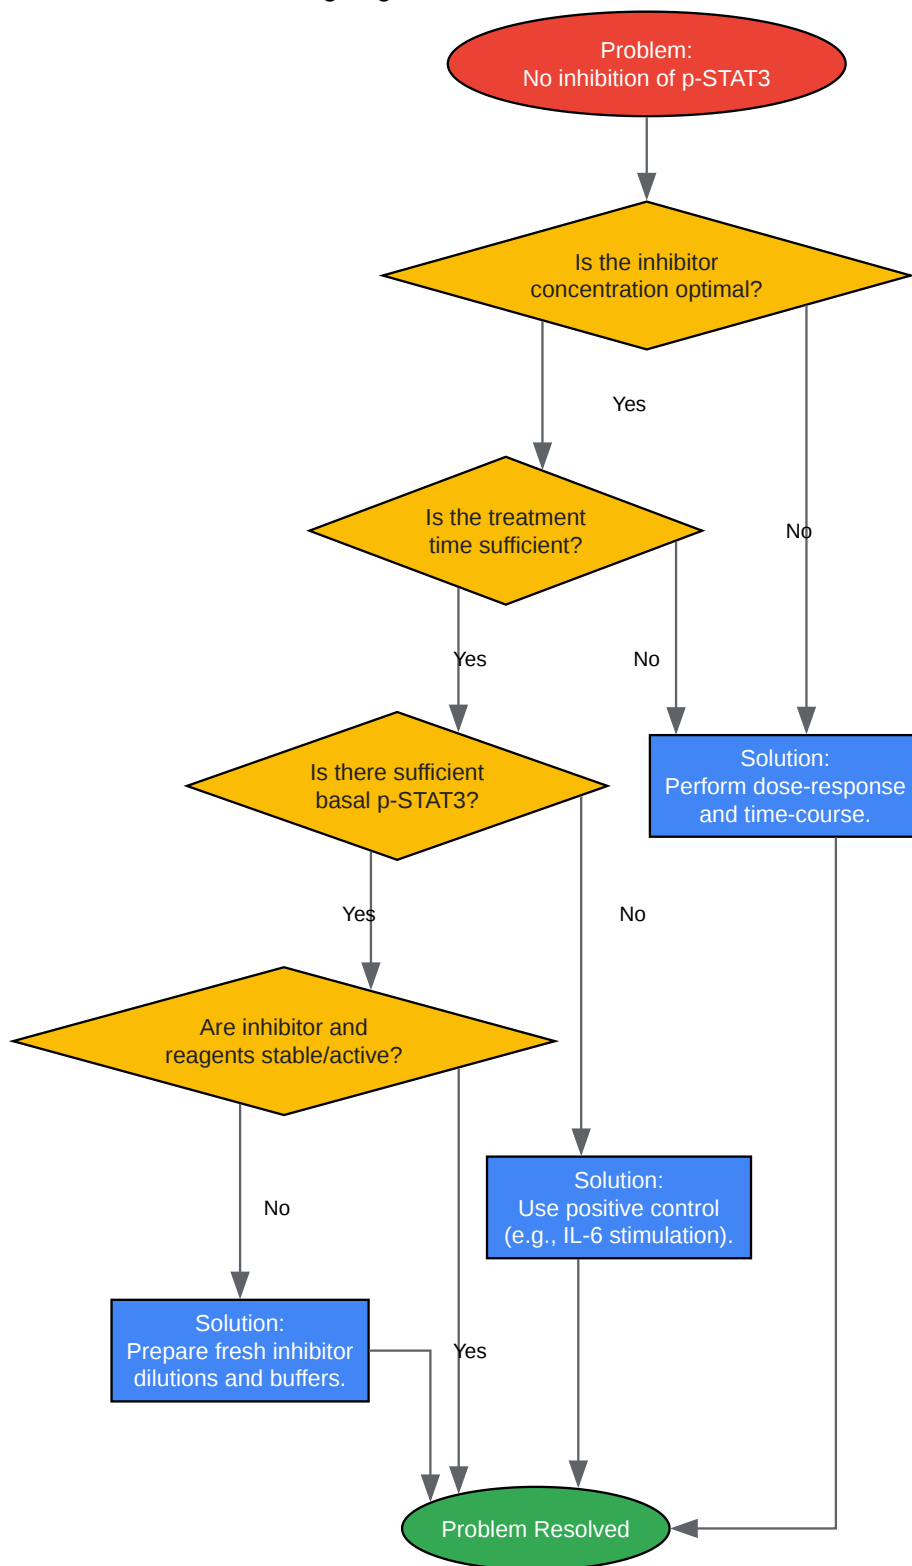 Problem:
No inhibition of p-STAT3
Is the inhibitor
concentration optimal?
Yes
No
Is the treatment
time sufficient?
Yes
No
Solution:
Perform dose-response
and time-course.
Is there sufficient
basal p-STAT3?
Yes
No
Are inhibitor and
reagents stable/active?
No
Yes
Solution:
Use positive control
(e.g., IL-6 stimulation).
Solution:
Prepare fresh inhibitor
dilutions and buffers.
Problem Resolved